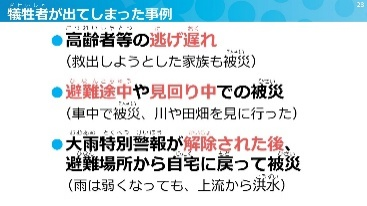 犠牲者が出てしまった事例
23
●高齢者等の逃げ遅れ
（救出しようとした家族も被災）
●避難途中や見回り中での被災
（車中で被災、川や田畑を見に行った）
●大雨特別警報が解除された後、
避難場所から自宅に戻って被災
（雨は弱くなっても、上流から洪水）